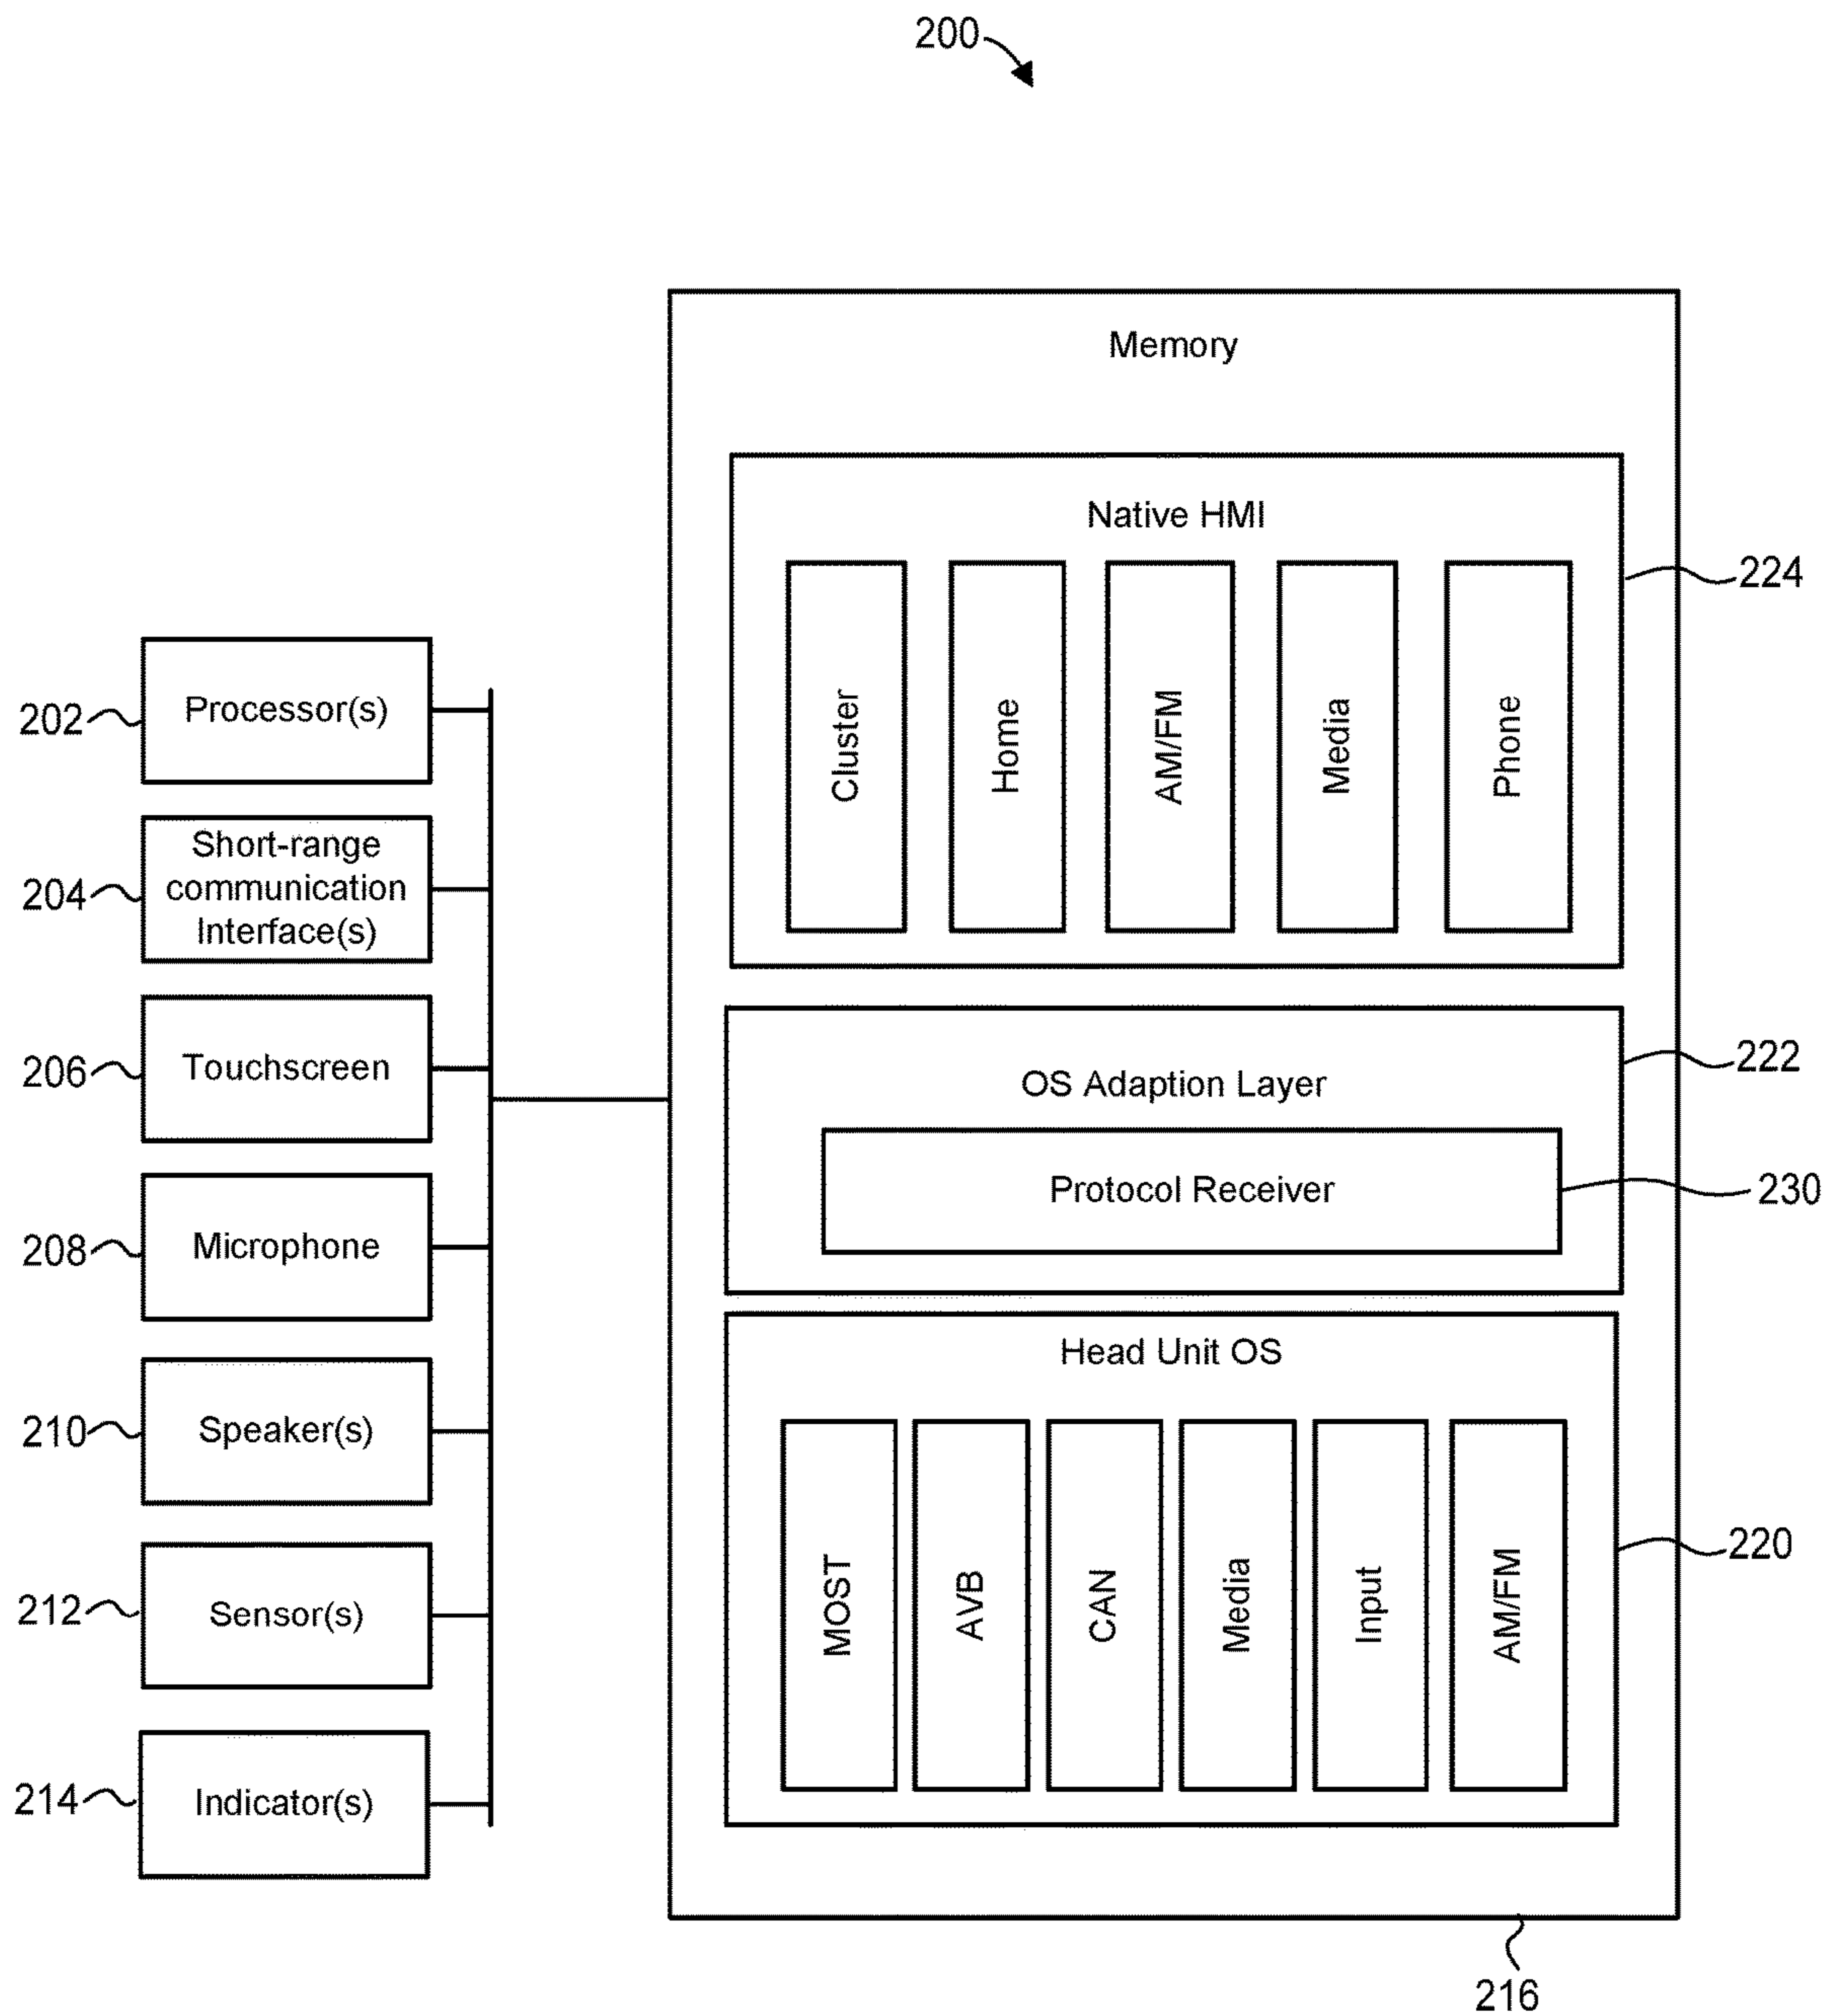 200
Memory
Native HMI
Cluster
Home
AM/FM
Media
Phone
224
OS Adaption Layer
222
Protocol Receiver
230
Head Unit OS
MOST
AVB
CAN
Media
Input
AM/FM
220
216
Processor(s)
202
Short-range
communication
Interface(s)
204
Touchscreen
206
Microphone
208
Speaker(s)
210
Sensor(s)
212
Indicator(s)
214